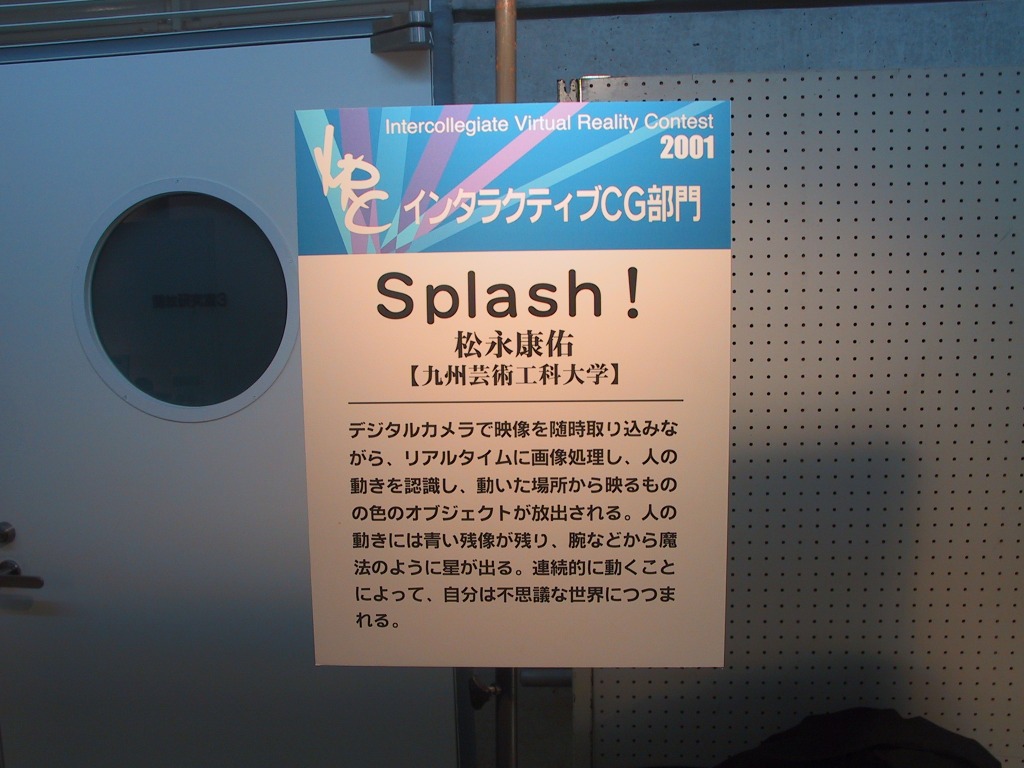 Intercollegiate Virtual Reality Contest
2001
IVRC
インタラクティブCG部門
Splash！
松永康佑
【九州芸術工科大学】
デジタルカメラで映像を随時取り込みな
がら、リアルタイムに画像処理し、人の
動きを認識し、動いた場所から映るもの
の色のオブジェクトが放出される。人の
動きには青い残像が残り、腕などから魔
法のように星が出る。連続的に動くこと
によって、自分は不思議な世界につつま
れる。